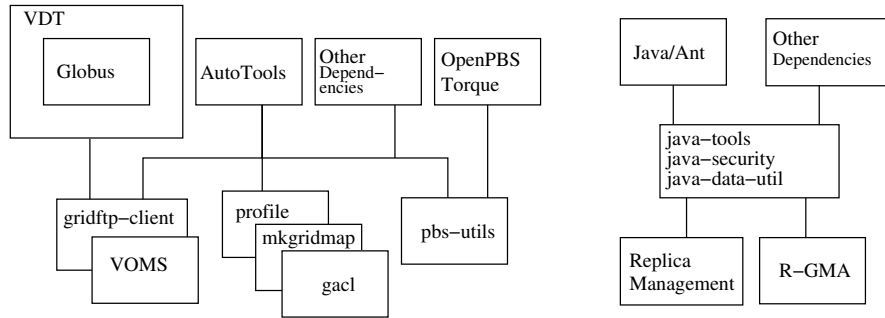 VDT
Globus
AutoTools
Other
Depend-
encies
OpenPBS
Torque
gridftp-client
VOMS
profile
mkgridmap
gacl
pbs-utils
Java/Ant
Other
Dependencies
java-tools
java-security
java-data-util
Replica
Management
R-GMA